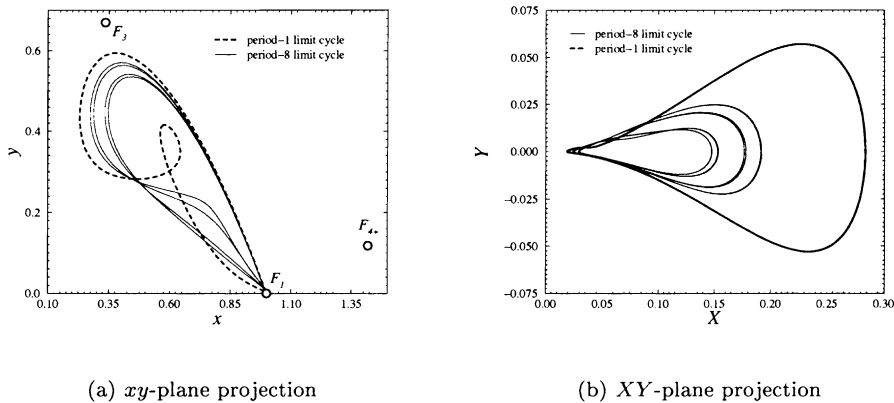 0.6
0.4
0.2
0.0
y
0.10
0.35
0.60
0.85
1.10
1.35
x
F3
F4+
F1
period-1 limit cycle
period-8 limit cycle
0.075
0.050
0.025
0.000
-0.025
-0.050
-0.075
Y
0.00
0.05
0.10
0.15
0.20
0.25
0.30
X
period-8 limit cycle
period-1 limit cycle
(a) xy-plane projection
(b) XY-plane projection